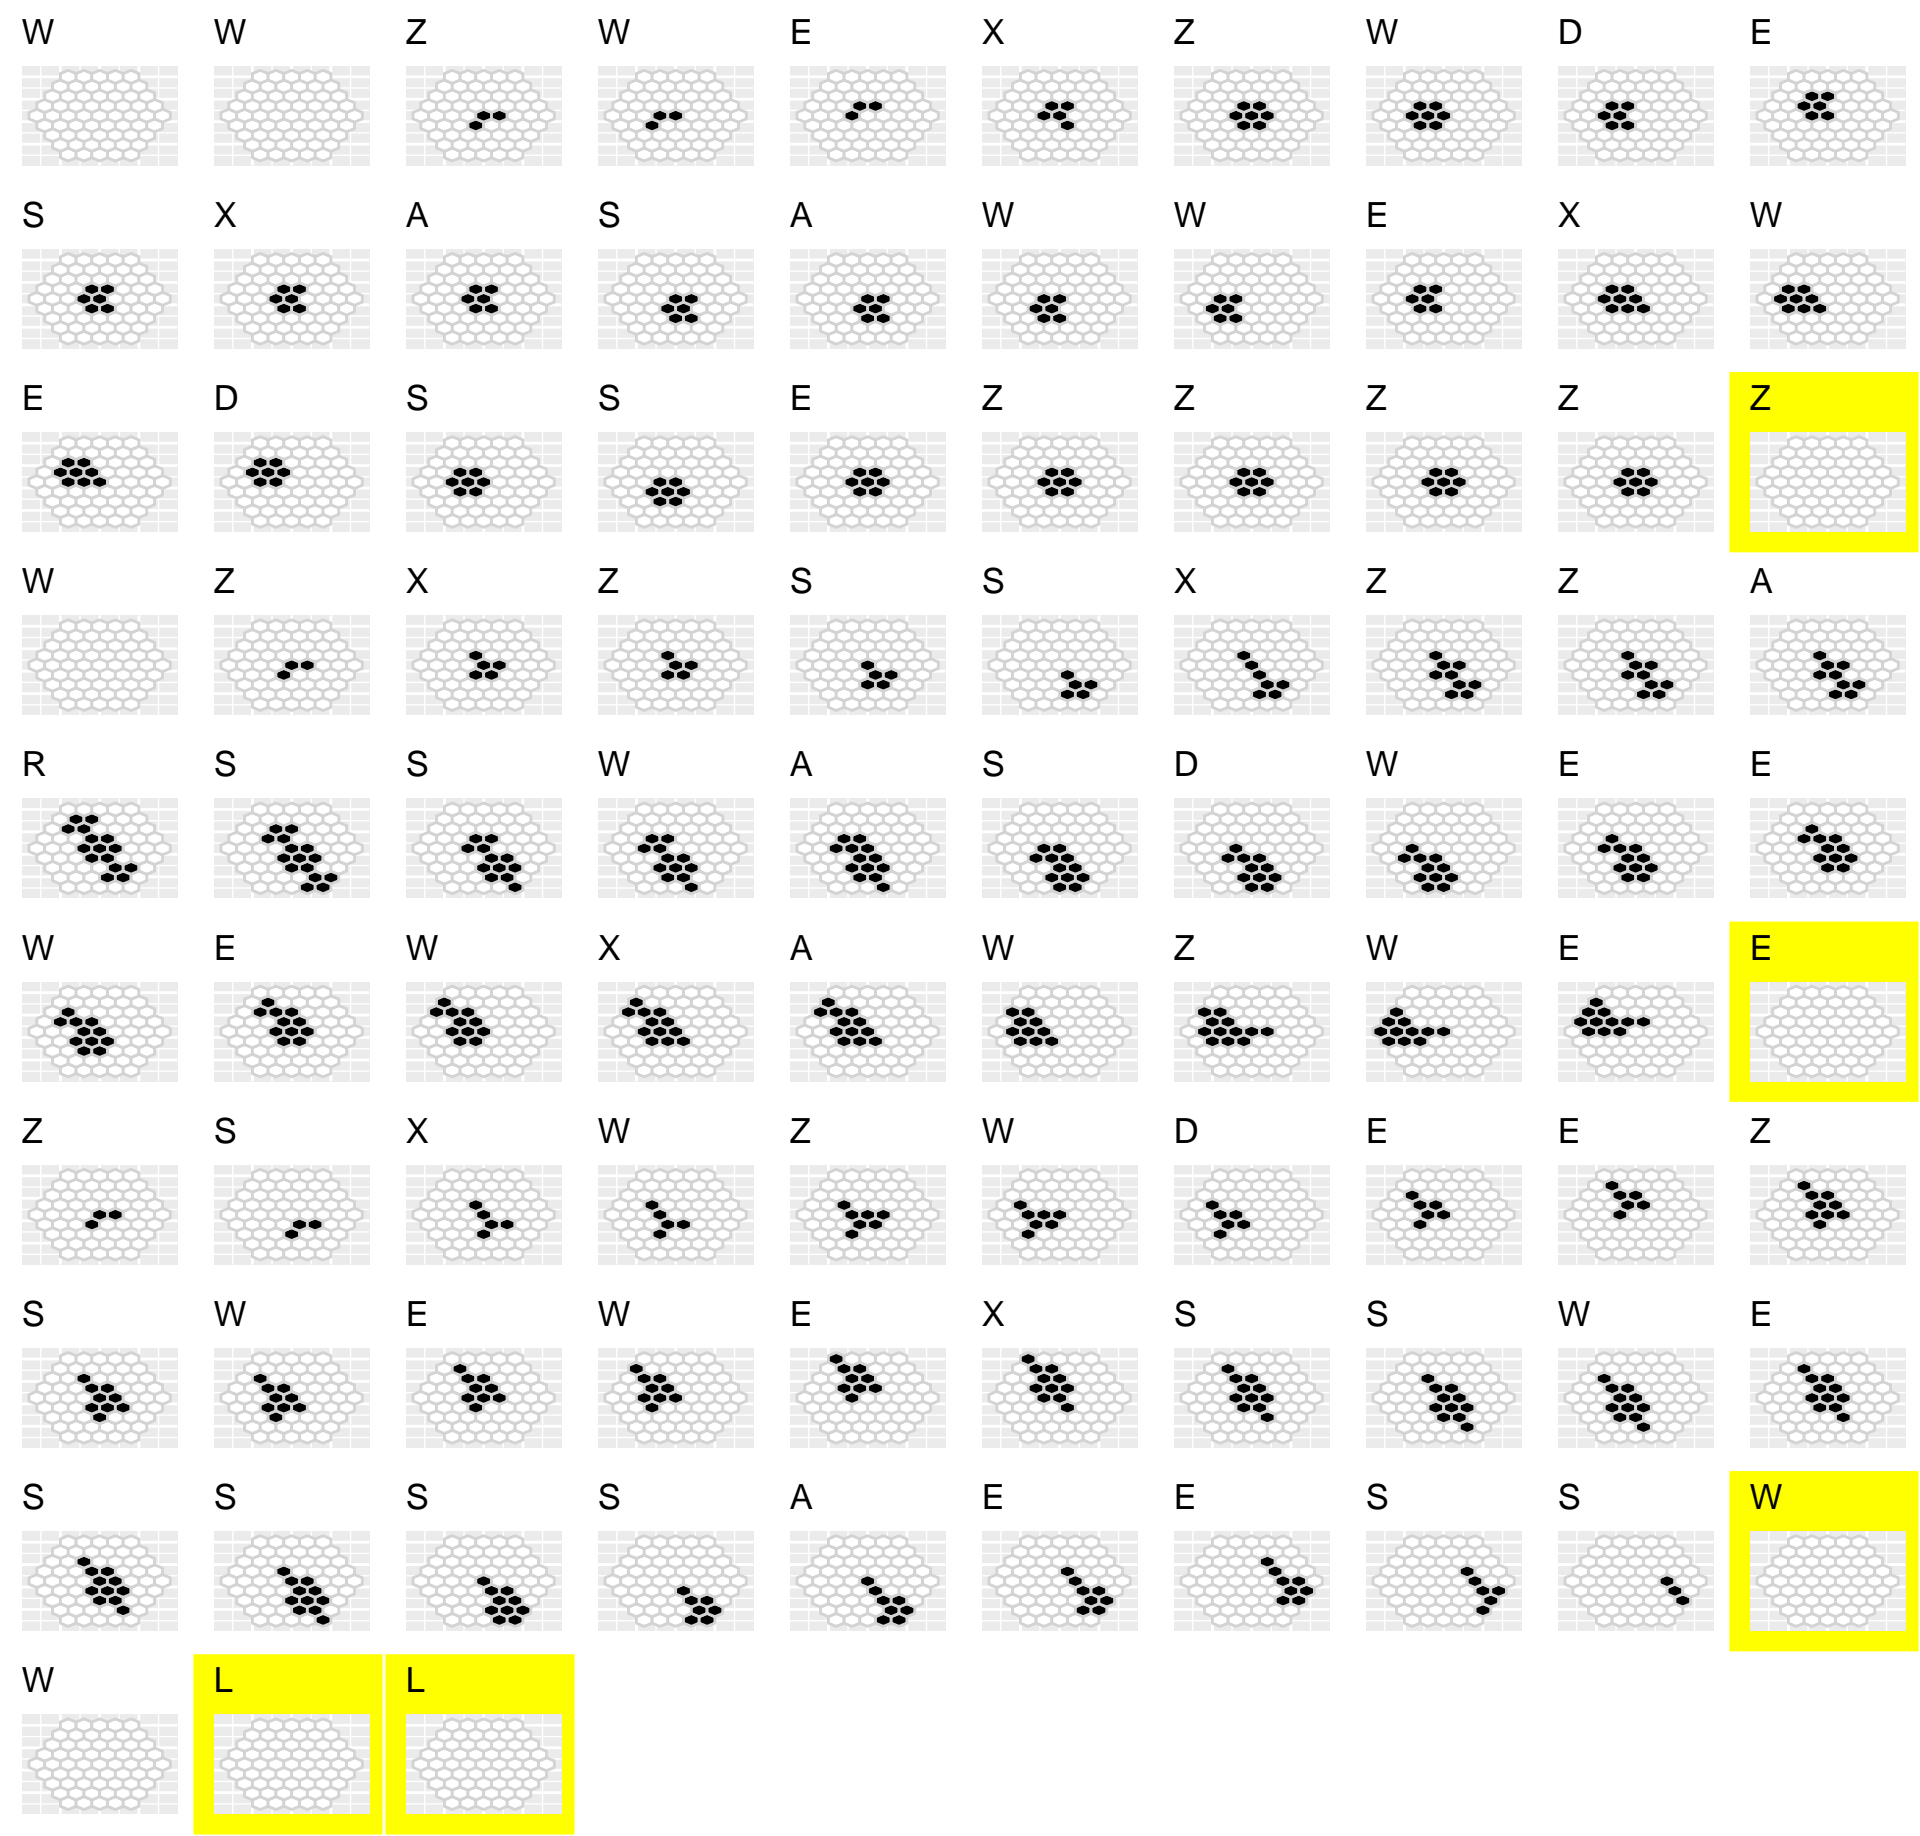 W W Z W E X Z W D E
S X A S A W W E X W
E D S S E Z Z Z Z Z
W Z X Z S S X Z Z A
R S S W A S D W E E
W E W X A W Z W E E
Z S X W Z W D E E Z
S W E W E X S S W E
S S S S A E E S S W
W L L